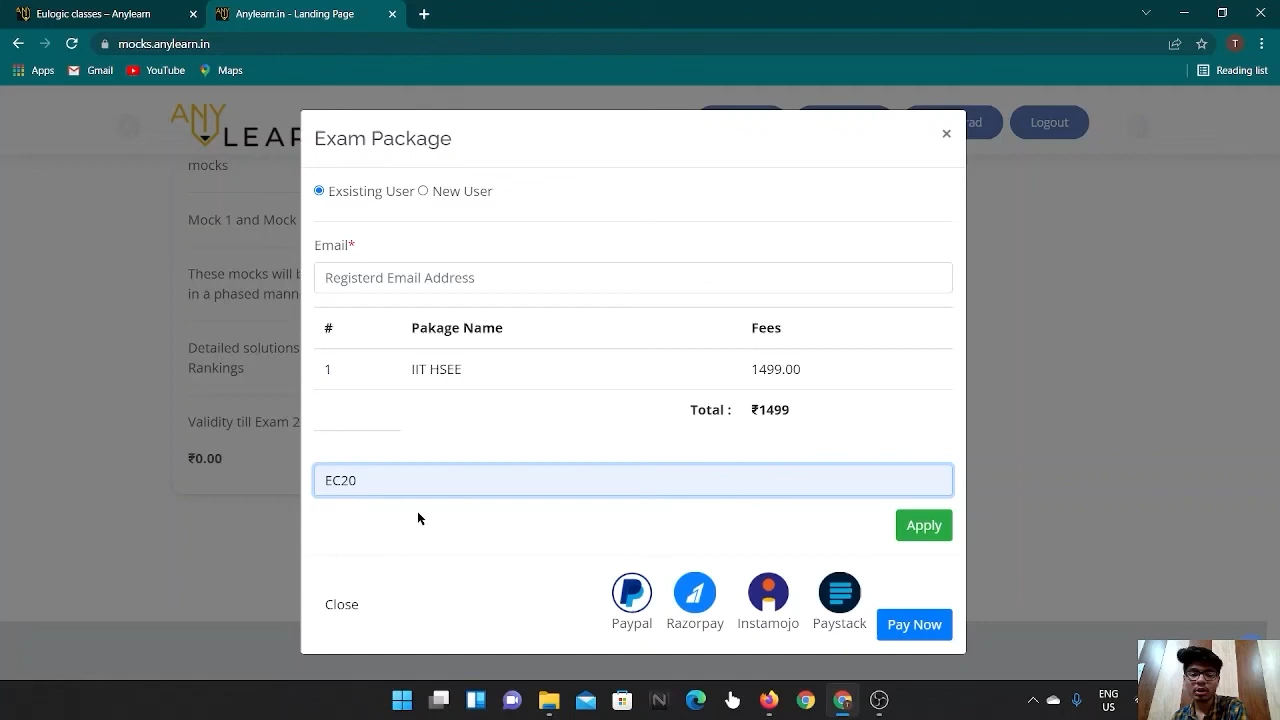 Eulogic classes – Anylearn
Anylearn.in - Landing Page
mocks.anylearn.in
T
Apps
Gmail
YouTube
Maps
Reading list
ANY
LEAR
rad
Logout
mocks
Mock 1 and Mock
These mocks will b
in a phased mann
Detailed solutions
Rankings
Validity till Exam 2
₹0.00
Exam Package
×
Exsisting User
New User
Email*
Registerd Email Address
# Pakage Name Fees
1 IIT HSEE 1499.00
Total : ₹1499
EC20
Apply
Close
Paypal
Razorpay
Instamojo
Paystack
Pay Now
ENG
US